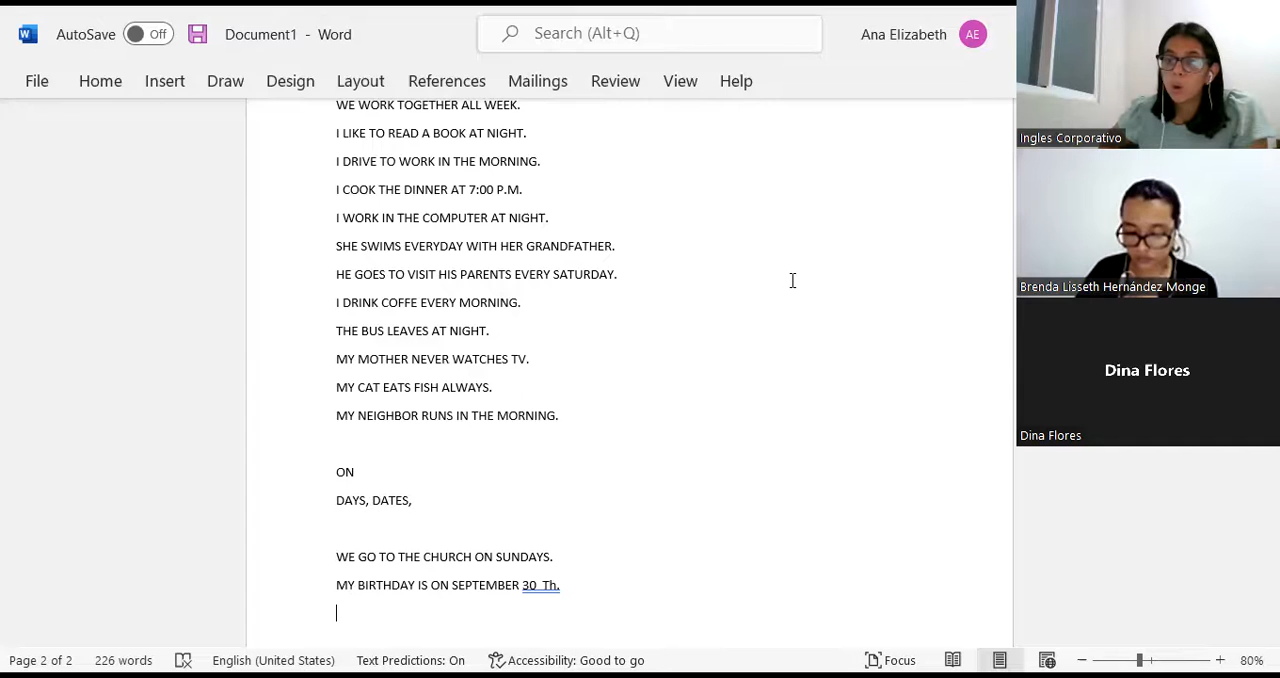 AutoSave Off Document1 - Word Search (Alt+Q) Ana Elizabeth AE
File Home Insert Draw Design Layout References Mailings Review View Help
WE WORK TOGETHER ALL WEEK.
I LIKE TO READ A BOOK AT NIGHT.
I DRIVE TO WORK IN THE MORNING.
I COOK THE DINNER AT 7:00 P.M.
I WORK IN THE COMPUTER AT NIGHT.
SHE SWIMS EVERYDAY WITH HER GRANDFATHER.
HE GOES TO VISIT HIS PARENTS EVERY SATURDAY.
I DRINK COFFE EVERY MORNING.
THE BUS LEAVES AT NIGHT.
MY MOTHER NEVER WATCHES TV.
MY CAT EATS FISH ALWAYS.
MY NEIGHBOR RUNS IN THE MORNING.
ON
DAYS, DATES,
WE GO TO THE CHURCH ON SUNDAYS.
MY BIRTHDAY IS ON SEPTEMBER 30 Th.
Page 2 of 2 226 words English (United States) Text Predictions: On Accessibility: Good to go Focus 80%
Ingles Corporativo
Brenda Lisseth Hernández Monge
Dina Flores
Dina Flores